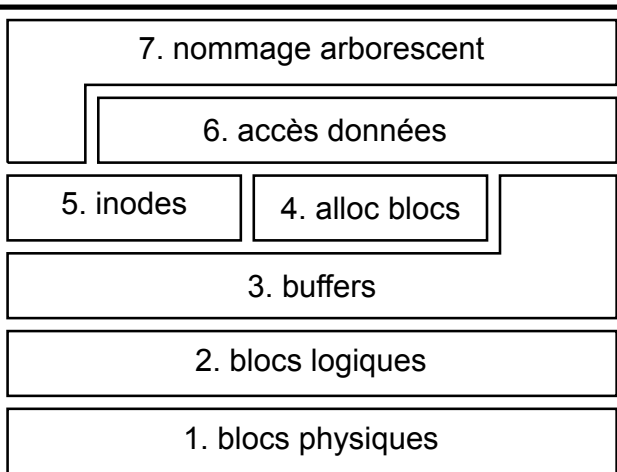 7. nommage arborescent
6. accès données
5. inodes
4. alloc blocs
3. buffers
2. blocs logiques
1. blocs physiques